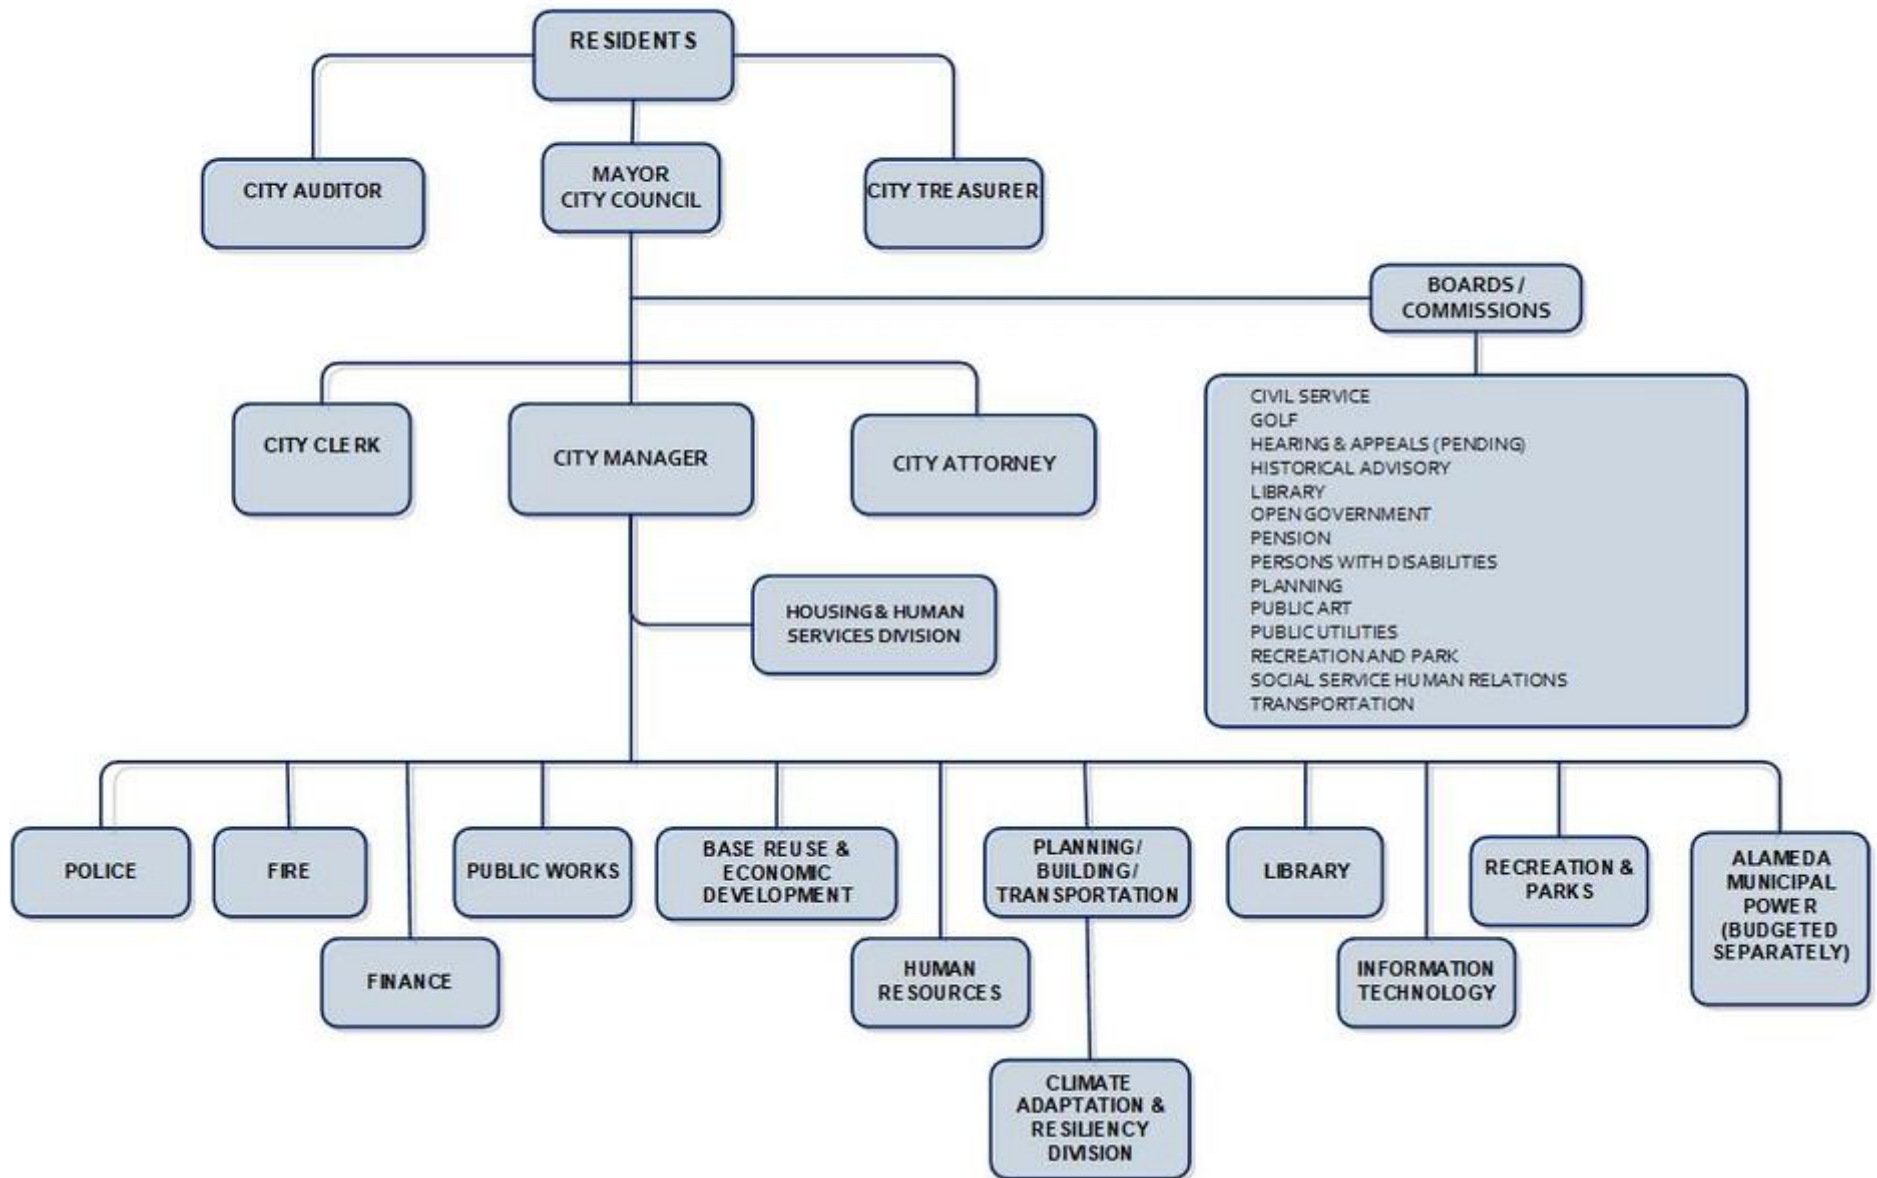 RESIDENTS
CITY AUDITOR
MAYOR
CITY COUNCIL
CITY TREASURER
BOARDS /
COMMISSIONS
CIVIL SERVICE
GOLF
HEARING & APPEALS (PENDING)
HISTORICAL ADVISORY
LIBRARY
OPEN GOVERNMENT
PENSION
PERSONS WITH DISABILITIES
PLANNING
PUBLIC ART
PUBLIC UTILITIES
RECREATION AND PARK
SOCIAL SERVICE HUMAN RELATIONS
TRANSPORTATION
CITY CLERK
CITY MANAGER
CITY ATTORNEY
HOUSING & HUMAN
SERVICES DIVISION
POLICE
FIRE
FINANCE
PUBLIC WORKS
BASE REUSE &
ECONOMIC
DEVELOPMENT
HUMAN
RESOURCES
PLANNING/
BUILDING/
TRANSPORTATION
CLIMATE
ADAPTATION &
RESILIENCY
DIVISION
LIBRARY
INFORMATION
TECHNOLOGY
RECREATION &
PARKS
ALAMEDA
MUNICIPAL
POWER
(BUDGETED
SEPARATELY)